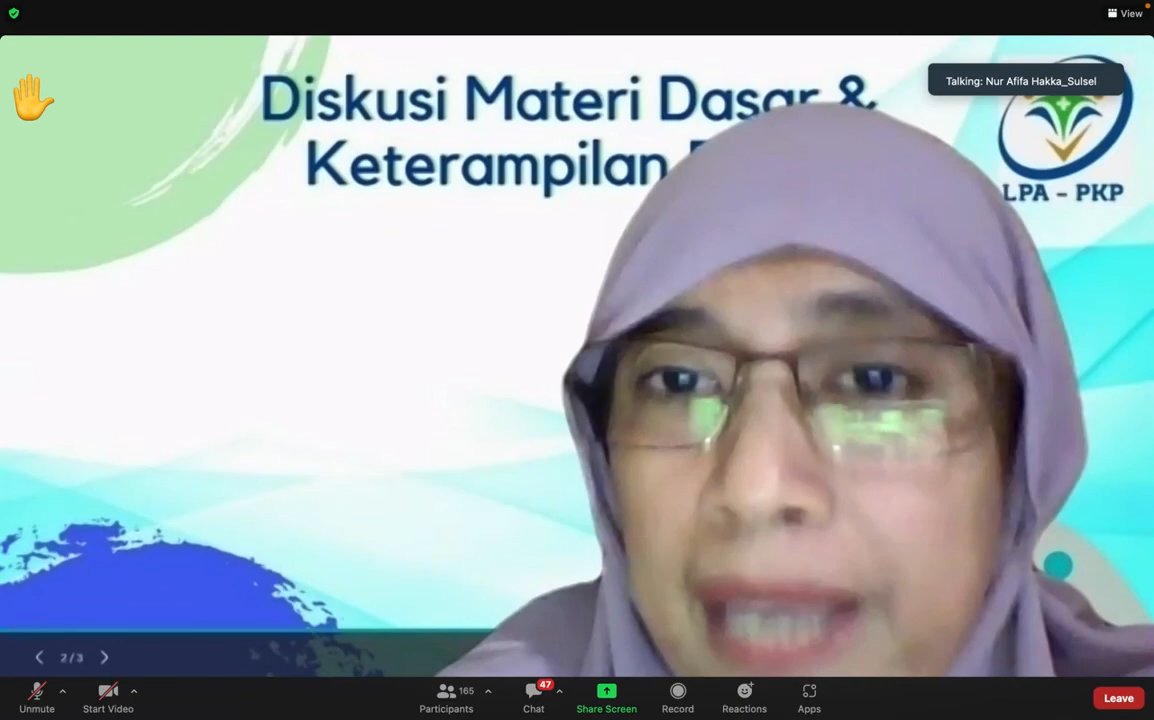 View
Talking: Nur Afifa Hakka_Sulsel
Diskusi Materi Dasar &
Keterampilan
LPA - PKP
2/3
Unmute
Start Video
165
Participants
47
Chat
Share Screen
Record
Reactions
Apps
Leave